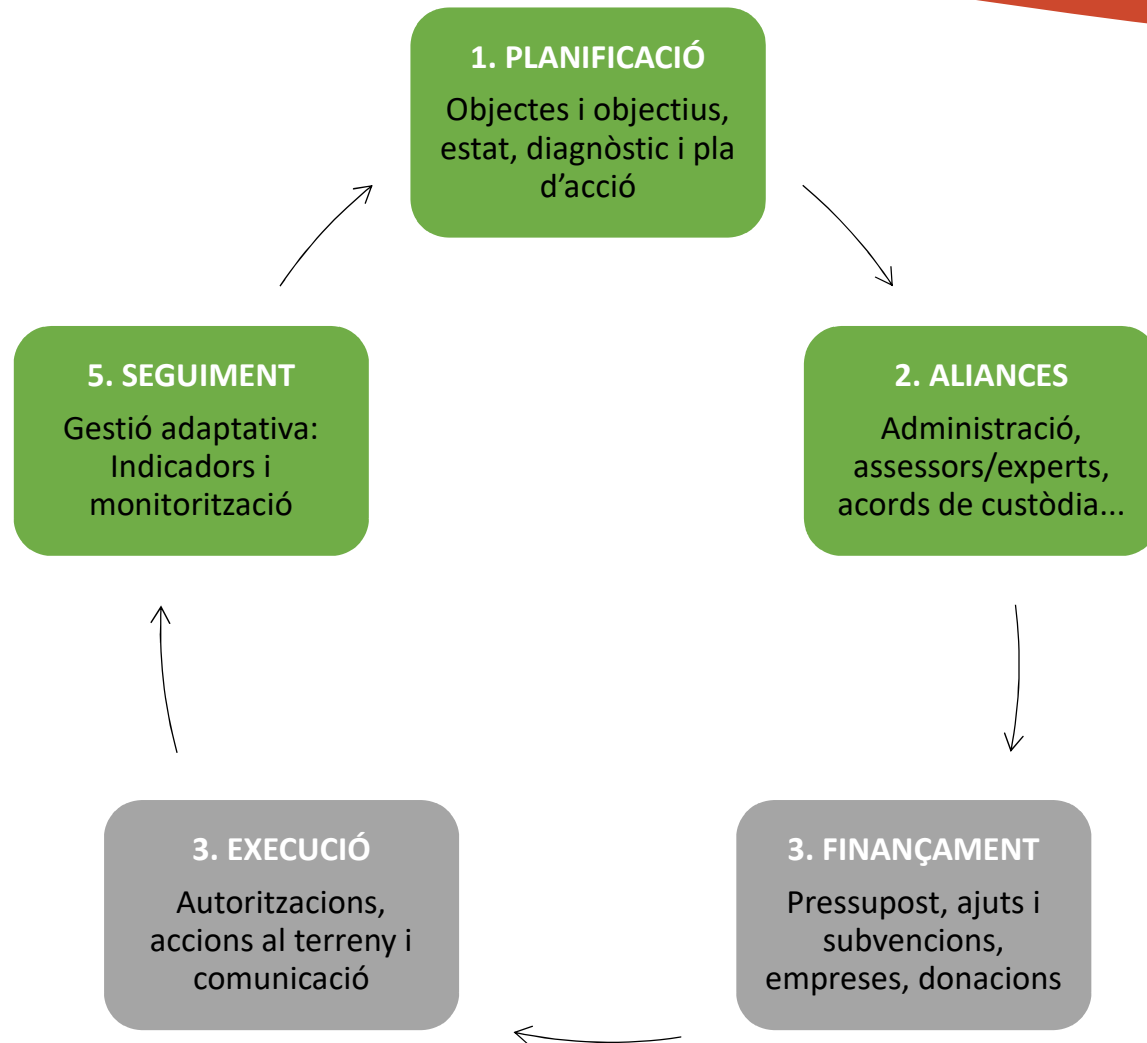 1. PLANIFICACIÓ
Objectes i objectius,
estat, diagnòstic i pla
d’acció
2. ALIANCES
Administració,
assessors/experts,
acords de custòdia...
3. FINANÇAMENT
Pressupost, ajuts i
subvencions,
empreses, donacions
3. EXECUCIÓ
Autoritzacions,
accions al terreny i
comunicació
5. SEGUIMENT
Gestió adaptativa:
Indicadors i
monitorització